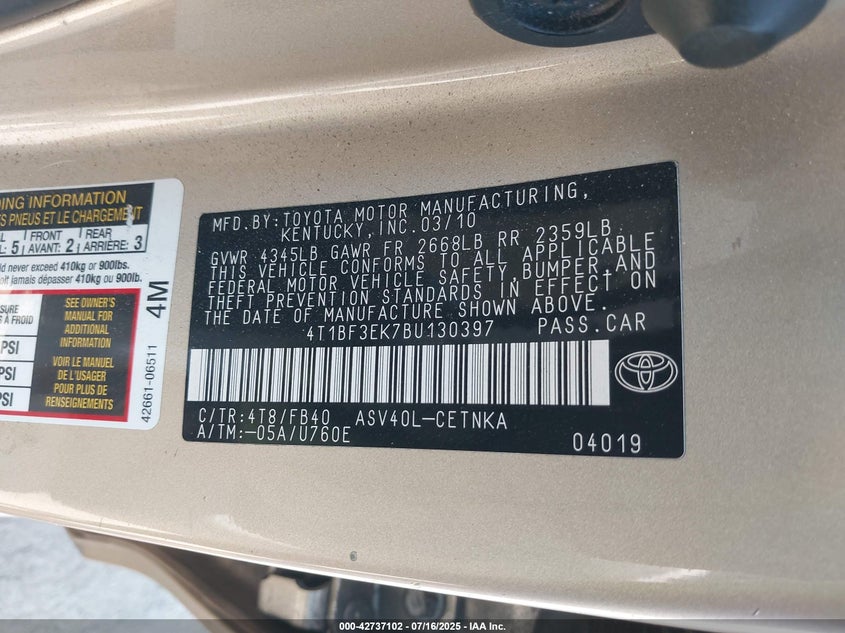 DING INFORMATION
S PNEUS ET LE CHARGEMENT
L 5 FRONT AVANT: 2 REAR ARRIÈRE: 3
ld never exceed 410kg or 900lbs.
oit jamais dépasser 410kg ou 900lb.
SURE
S À FROID
PSI
PSI
PSI
SEE OWNER'S
MANUAL FOR
ADDITIONAL
INFORMATION
VOIR LE MANUEL
DE L'USAGER
POUR PLUS DE
RENSEIGNEMENTS
4M
42661-06511
MFD.BY:TOYOTA MOTOR MANUFACTURING,
KENTUCKY, INC.03/10
GVWR 4345LB GAWR FR 2668LB RR 2359LB
THIS VEHICLE CONFORMS TO ALL APPLICABLE
FEDERAL MOTOR VEHICLE SAFETY,BUMPER,AND
THEFT PREVENTION STANDARDS IN EFFECT ON
THE DATE OF MANUFACTURE SHOWN ABOVE.
4T1BF3EK7BU130397 PASS.CAR
C/TR:4T8/FB40 ASV40L-CETNKA
A/TM:-05A/U760E
04019
000-42737102 - 07/16/2025 - IAA Inc.